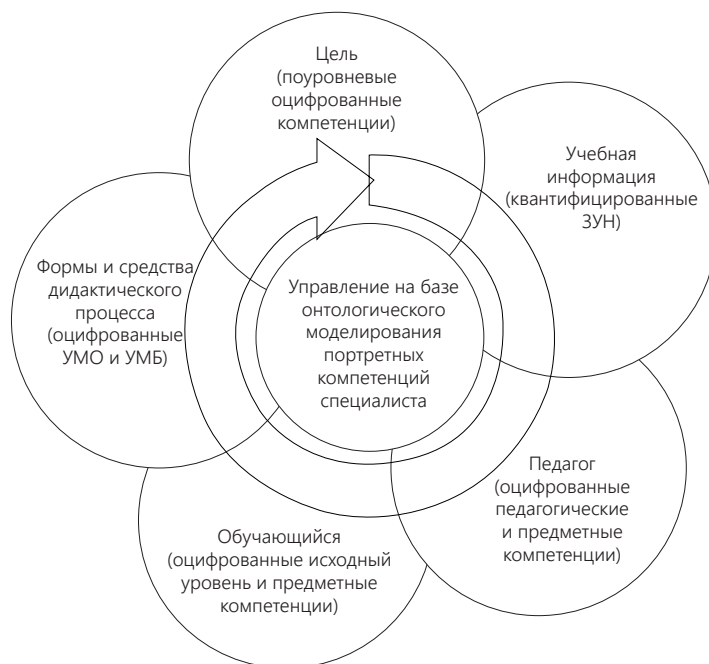 Цель
(поуровневые
оцифрованные
компетенции)
Учебная
информация
(квантифицированные
ЗУН)
Формы и средства
дидактического
процесса
(оцифрованные
УМО и УМБ)
Управление на базе
онтологического
моделирования
портретных
компетенций
специалиста
Педагог
(оцифрованные
педагогические
и предметные
компетенции)
Обучающийся
(оцифрованные исходный
уровень и предметные
компетенции)